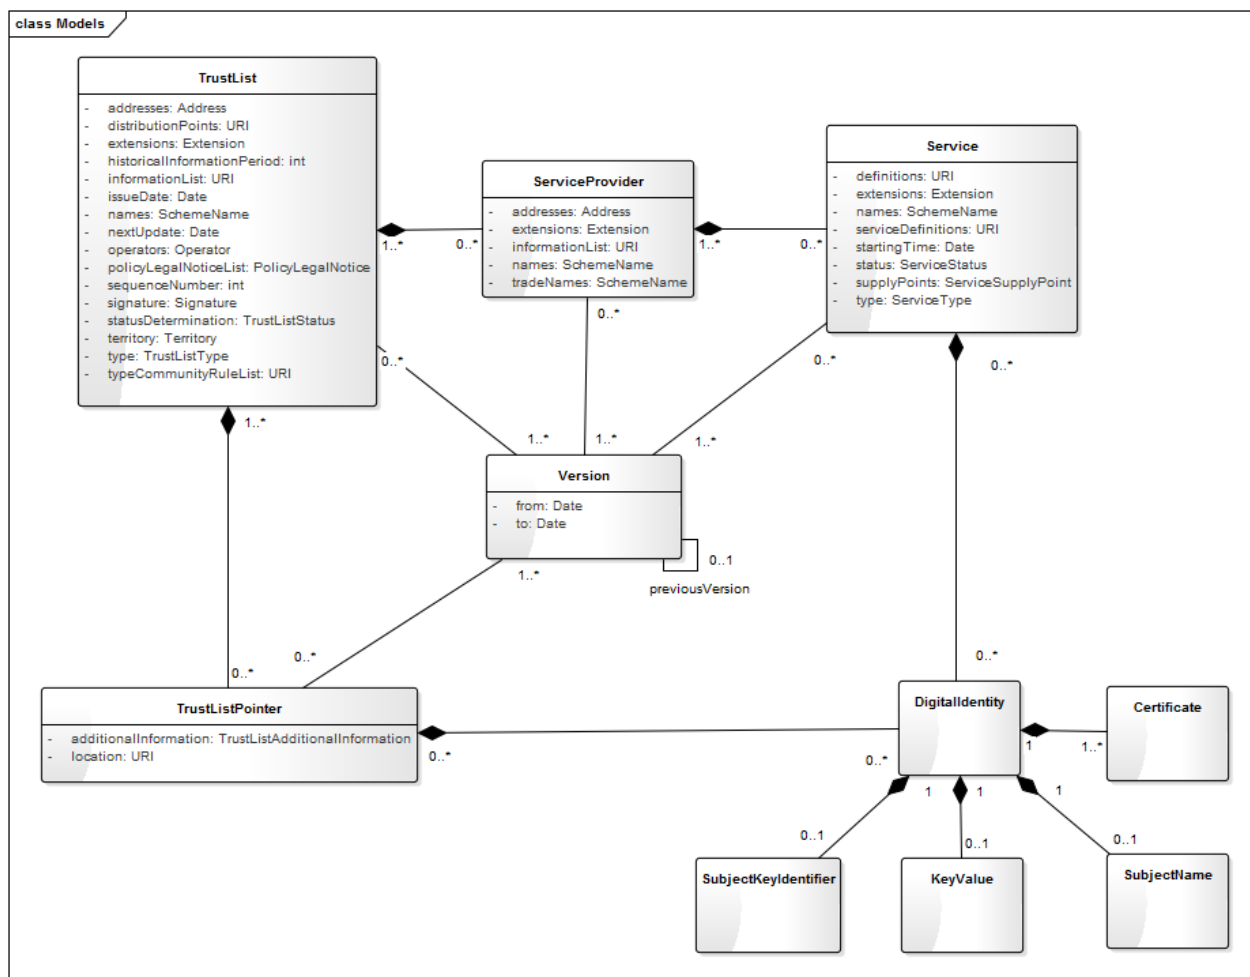 class Models
TrustList
- addresses: Address
- distributionPoints: URI
- extensions: Extension
- historicalInformationPeriod: int
- informationList: URI
- issueDate: Date
- names: SchemeName
- nextUpdate: Date
- operators: Operator
- policyLegalNoticeList: PolicyLegalNotice
- sequenceNumber: int
- signature: Signature
- statusDetermination: TrustListStatus
- territory: Territory
- type: TrustListType
- typeCommunityRuleList: URI
1..*
0..*
ServiceProvider
- addresses: Address
- extensions: Extension
- informationList: URI
- names: SchemeName
- tradeNames: SchemeName
1..*
0..*
Service
- definitions: URI
- extensions: Extension
- names: SchemeName
- serviceDefinitions: URI
- startingTime: Date
- status: ServiceStatus
- supplyPoints: ServiceSupplyPoint
- type: ServiceType
0..*
0..*
0..*
0..*
1..*
1..*
1..*
1..*
Version
- from: Date
- to: Date
0..1
previousVersion
1..*
0..*
0..*
0..*
TrustListPointer
- additionalInformation: TrustListAdditionalInformation
- location: URI
0..*
0..*
DigitalIdentity
1
1..*
Certificate
1
1
1
0..1
0..1
0..1
SubjectKeyIdentifier
KeyValue
SubjectName